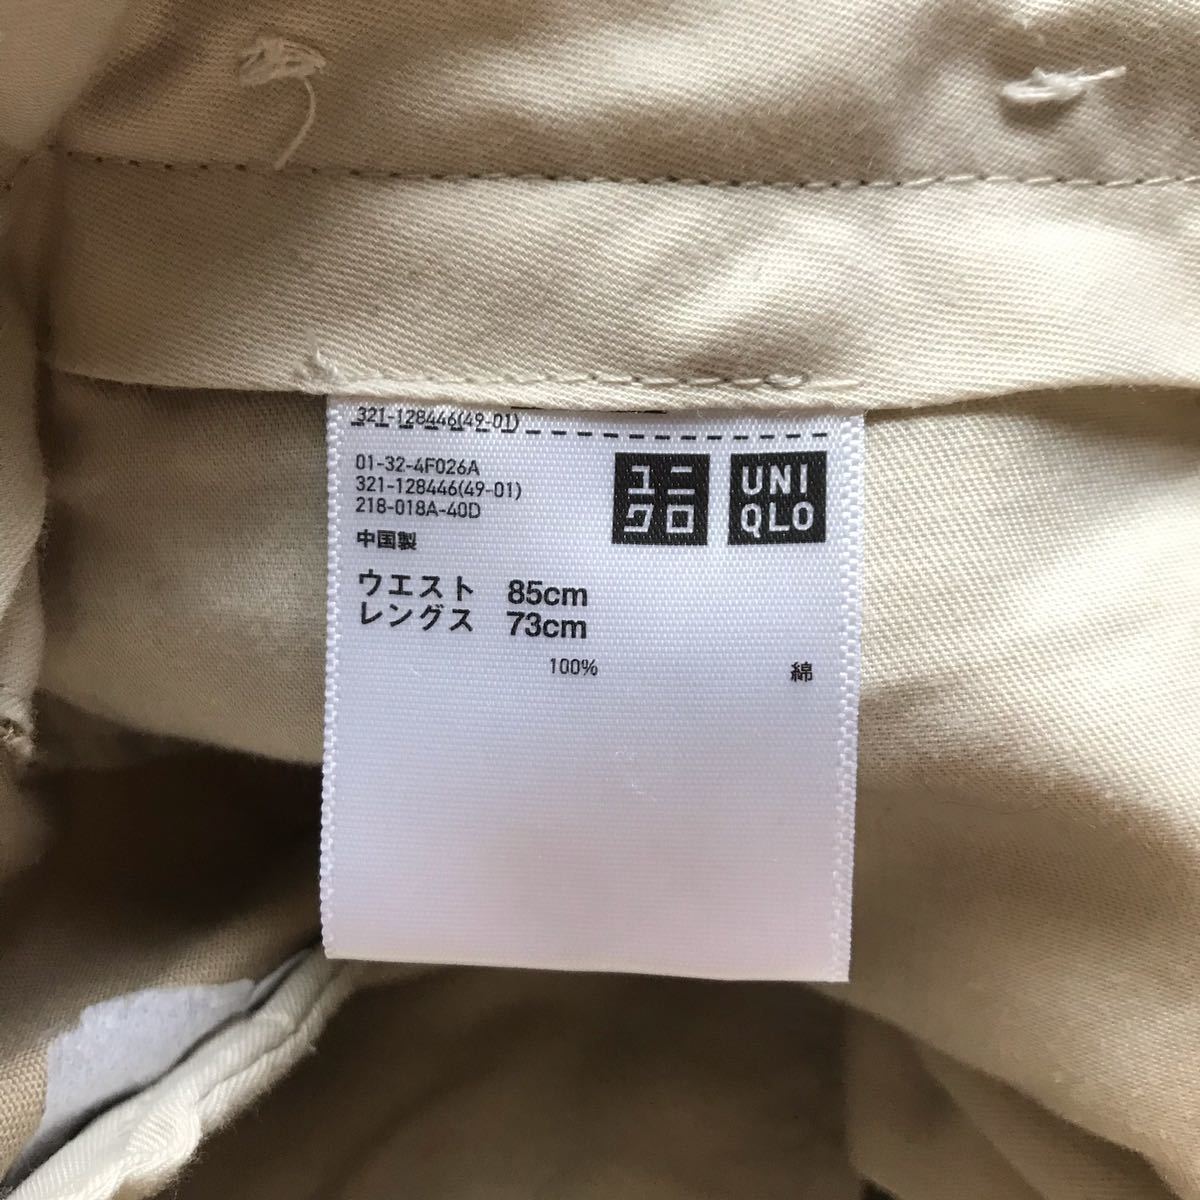 321-128446(49-01)
01-32-4F026A
321-128446(49-01)
218-018A-40D
中国製
ユニ
クロ
UNI
QLO
ウエスト 85cm
レングス 73cm
100% 綿